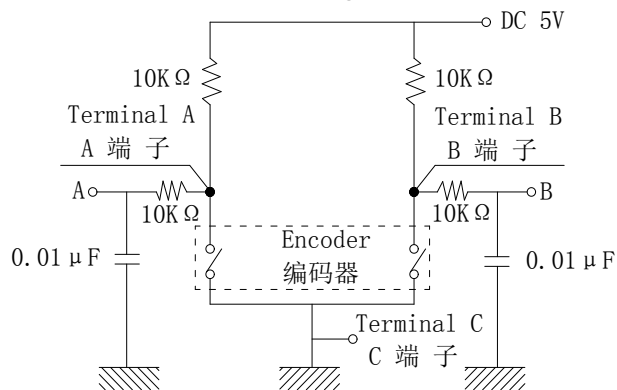 DC 5V
10KΩ
10KΩ
Terminal A
A 端 子
Terminal B
B 端 子
A
10KΩ
10KΩ
B
Encoder
编码器
0.01μF
0.01μF
Terminal C
C 端 子